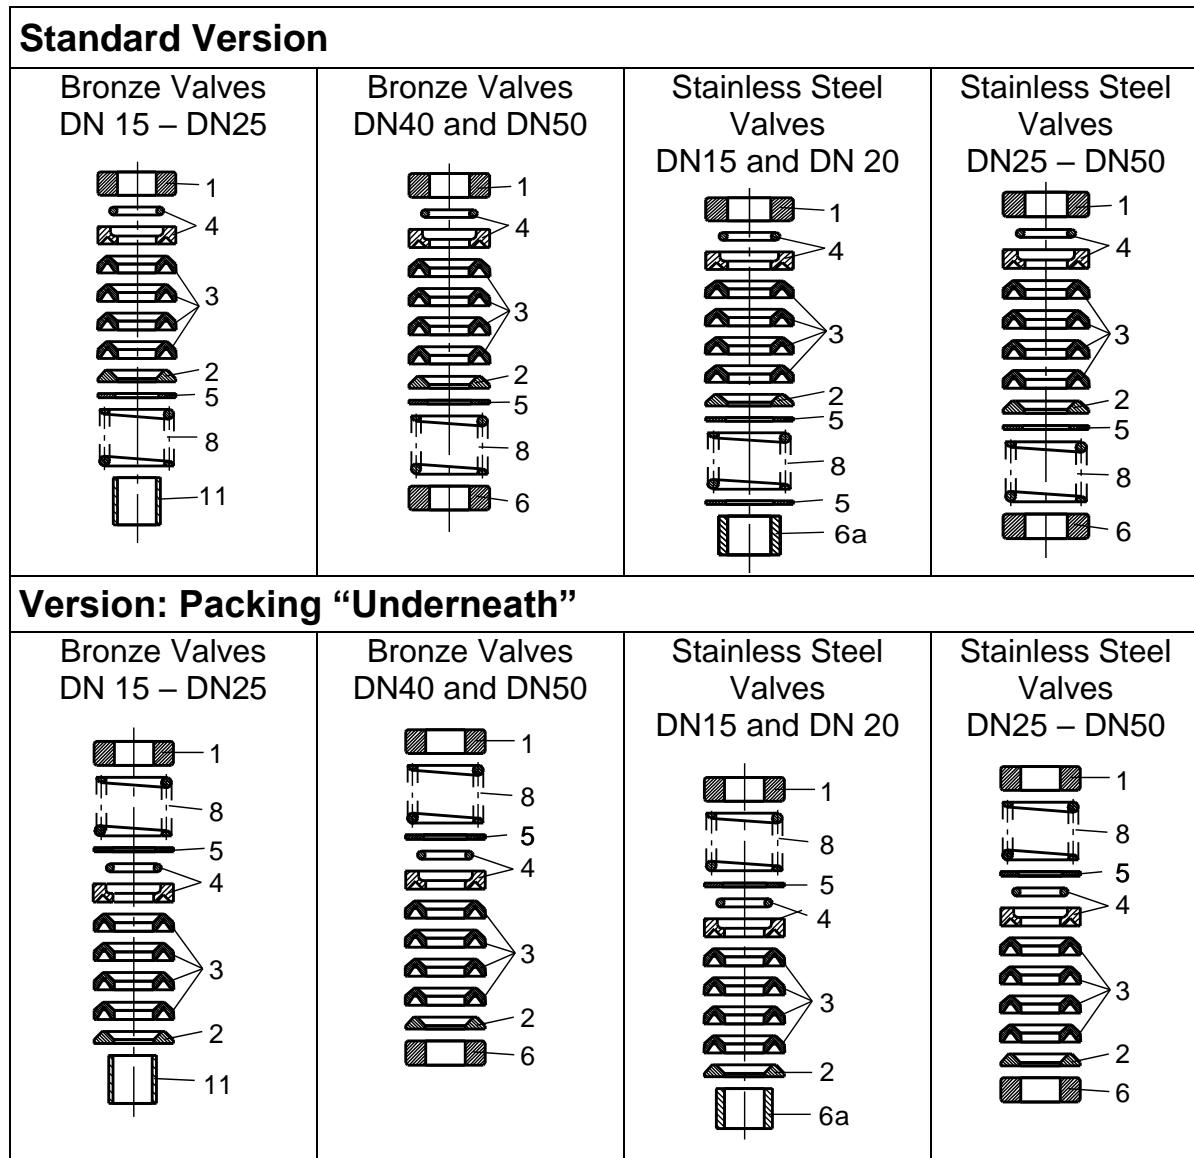 Standard Version
Bronze Valves
DN 15 – DN25
1
4
3
2
5
8
11
Bronze Valves
DN40 and DN50
1
4
3
2
5
8
6
Stainless Steel
Valves
DN15 and DN 20
1
4
3
2
5
8
5
6a
Stainless Steel
Valves
DN25 – DN50
1
4
3
2
5
8
6
Version: Packing “Underneath”
Bronze Valves
DN 15 – DN25
1
8
5
4
3
2
11
Bronze Valves
DN40 and DN50
1
8
5
4
3
2
6
Stainless Steel
Valves
DN15 and DN 20
1
8
5
4
3
2
6a
Stainless Steel
Valves
DN25 – DN50
1
8
5
4
3
2
6